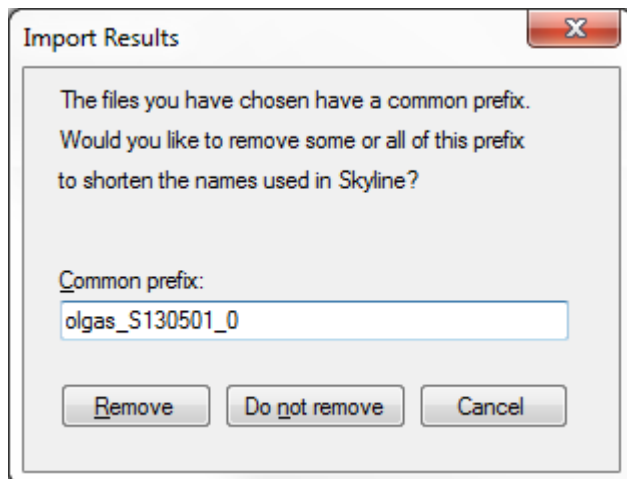 Import Results
The files you have chosen have a common prefix.
Would you like to remove some or all of this prefix
to shorten the names used in Skyline?
Common prefix:
olgas_S130501_0
Remove Do not remove Cancel